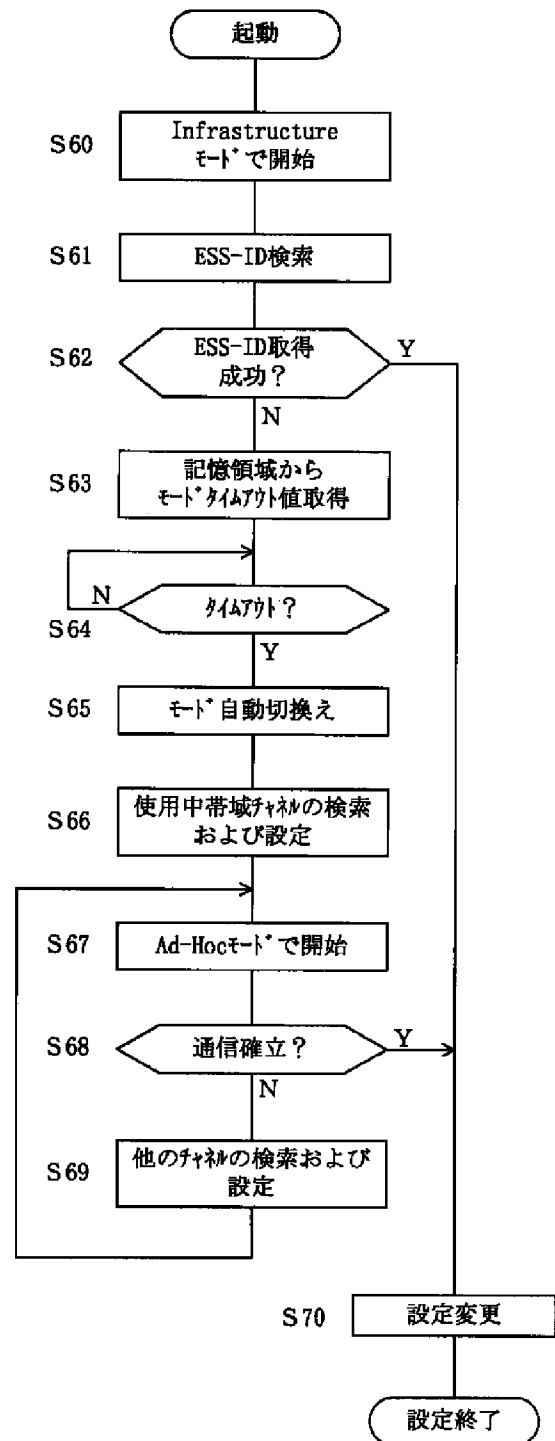 起動
S60
Infrastructure
ﾓｰﾄﾞで開始
S61
ESS-ID検索
S62
ESS-ID取得
成功？
Y
N
S63
記憶領域から
ﾓｰﾄﾞﾀｲﾑｱｳﾄ値取得
N
S64
ﾀｲﾑｱｳﾄ？
Y
S65
ﾓｰﾄﾞ自動切換え
S66
使用中帯域ﾁｬﾈﾙの検索
および設定
S67
Ad-Hocﾓｰﾄﾞで開始
S68
通信確立？
Y
N
S69
他のﾁｬﾈﾙの検索および
設定
S70
設定変更
設定終了